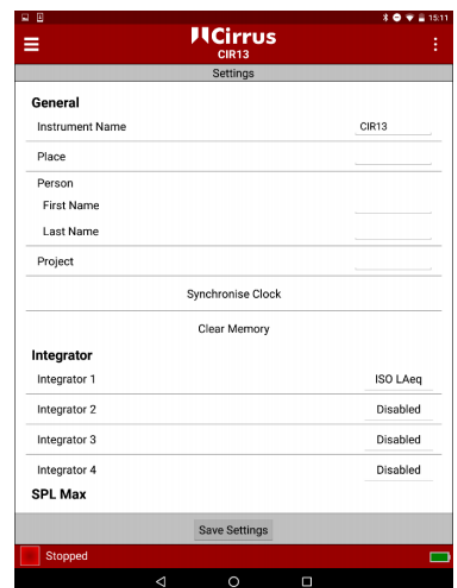 15:11
Cirrus
CIR13
Settings
General
Instrument Name CIR13
Place
Person
First Name
Last Name
Project
Synchronise Clock
Clear Memory
Integrator
Integrator 1 ISO LAeq
Integrator 2 Disabled
Integrator 3 Disabled
Integrator 4 Disabled
SPL Max
Save Settings
Stopped